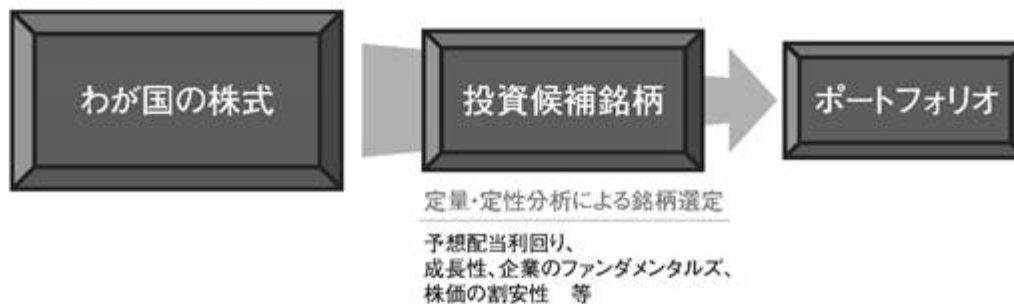 わが国の株式
投資候補銘柄
ポートフォリオ
定量・定性分析による銘柄選定
予想配当利回り、
成長性、企業のファンダメンタルズ、
株価の割安性　等